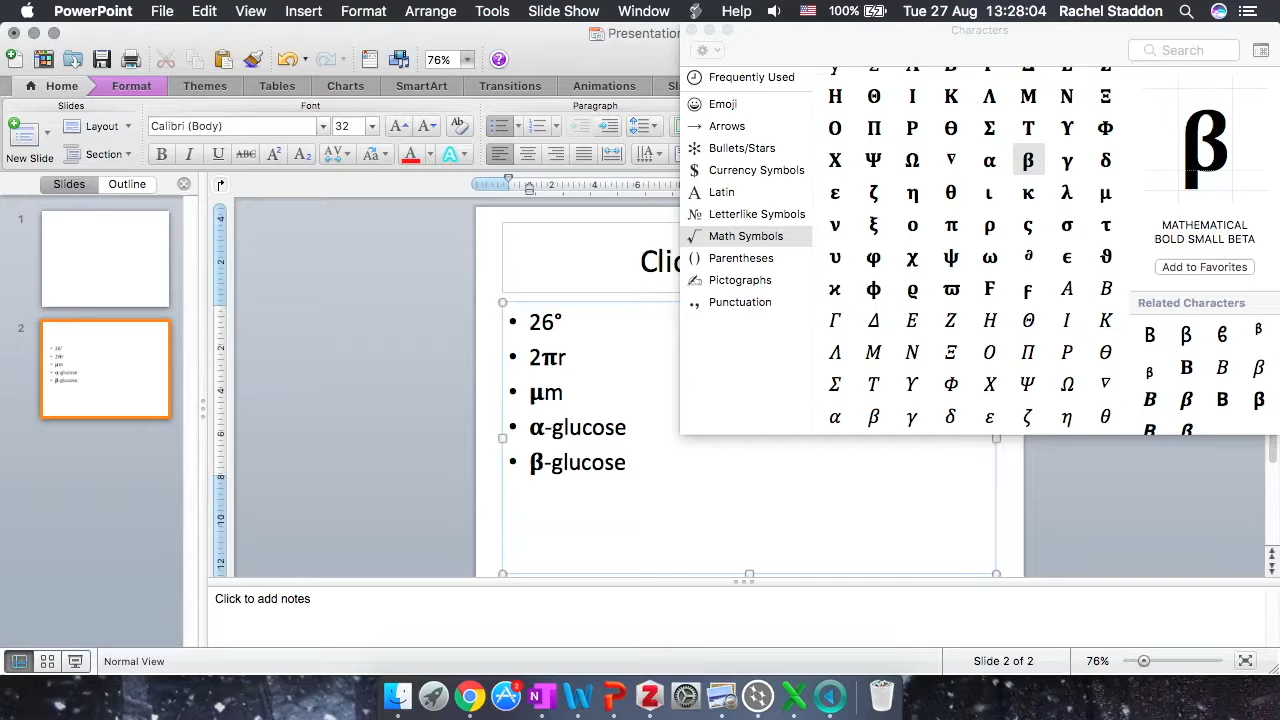 PowerPoint File Edit View Insert Format Arrange Tools Slide Show Window Help 100% Tue 27 Aug 13:28:04 Rachel Staddon
Presentatio
Characters
76%
Search
Home Format Themes Tables Charts SmartArt Transitions Animations Sl
Slides Font Paragraph
New Slide
Layout
Section
Calibri (Body) 32
Slides Outline
1
2
Frequently Used
Emoji
Arrows
Bullets/Stars
Currency Symbols
Latin
Letterlike Symbols
Math Symbols
Parentheses
Pictographs
Punctuation
Η Θ Ι Κ Λ Μ Ν Ξ
Ο Π Ρ ϴ Σ Τ Υ Φ
Χ Ψ Ω ∇ α β γ δ
ε ζ η θ ι κ λ μ
ν ξ ο π ρ ς σ τ
υ φ χ ψ ω ∂ ϵ ϑ
ϰ ϕ ϱ ϖ Ϝ ϝ Α Β
Γ Δ Ε Ζ Η Θ Ι Κ
Λ Μ Ν Ξ Ο Π Ρ ϴ
Σ Τ Υ Φ Χ Ψ Ω ∇
α β γ δ ε ζ η θ
β
MATHEMATICAL
BOLD SMALL BETA
Add to Favorites
Related Characters
Clic
• 26°
• 2πr
• μm
• α-glucose
• β-glucose
Click to add notes
Normal View
Slide 2 of 2
76%